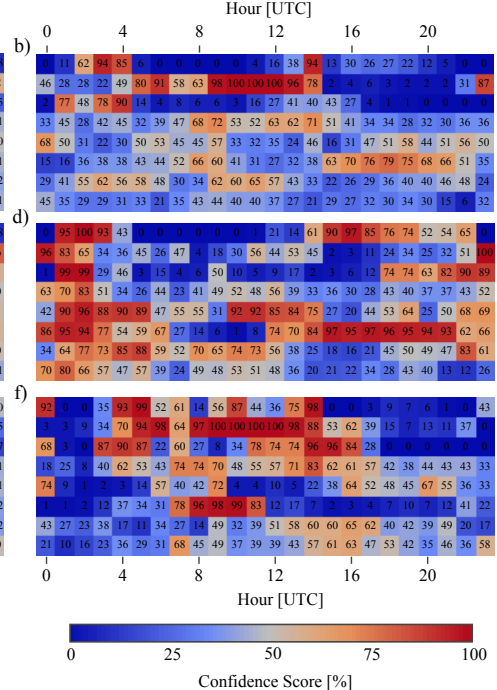 Hour [UTC]
0 4 8 12 16 20
b)
0 11 62 94 85 6 0 0 0 0 0 4 16 38 94 13 30 26 27 22 12 5 0 0
46 28 28 22 49 80 91 58 63 98 100 100 100 96 78 2 4 6 2 3 2 2 31 87
2 77 48 78 90 14 4 8 6 6 3 16 27 41 40 43 27 4 1 1 0 0 0 0
33 45 28 42 45 32 39 47 68 72 53 52 63 62 71 51 41 34 34 28 32 30 36 36
68 50 31 22 30 50 53 45 45 57 33 32 35 24 46 16 31 47 51 58 44 51 56 50
15 16 36 38 38 43 44 52 66 60 41 31 27 32 38 63 70 76 79 75 68 66 51 35
29 41 55 62 56 58 48 30 34 62 60 65 57 43 33 22 26 29 36 40 40 46 48 24
45 35 29 29 31 33 21 35 43 44 40 40 37 27 21 29 31 31 28 26 30 15 6 32
d)
0 95 100 93 43 0 0 0 0 0 0 1 21 14 61 90 97 85 76 74 52 54 65 0
96 83 65 34 36 45 26 47 4 18 30 56 44 53 45 2 3 11 24 34 25 32 51 100
1 99 99 29 46 3 15 4 6 50 10 5 9 17 2 3 6 12 74 74 63 82 90 89
63 70 83 51 34 26 44 23 41 49 52 48 56 39 33 36 30 28 43 40 37 37 43 52
42 90 96 88 90 89 47 55 55 31 92 92 85 84 75 27 20 44 53 64 25 50 68 69
86 95 94 77 54 59 67 27 14 6 1 8 74 70 84 97 95 97 96 95 94 93 62 66
34 64 77 73 85 88 59 52 70 65 74 73 56 38 25 18 16 21 45 50 49 47 83 61
70 80 66 57 47 57 39 24 49 48 53 51 48 36 20 21 22 34 28 43 40 13 12 26
f)
92 0 0 35 93 99 52 61 14 56 87 44 36 75 98 0 0 3 9 7 6 1 0 43
3 3 9 34 70 94 98 64 97 100 100 100 100 98 88 53 62 39 15 7 13 11 37 0
68 3 0 87 90 87 22 60 27 8 34 78 74 74 96 96 84 28 0 0 0 0 0 0
18 25 8 40 62 53 43 74 74 70 48 55 57 71 83 62 61 57 42 38 44 43 43 33
74 9 1 2 3 14 57 40 42 72 4 4 10 5 22 38 64 52 48 45 67 55 36 33
1 1 2 12 37 34 31 78 96 98 99 83 12 17 7 2 3 4 7 10 7 12 41 22
43 27 23 38 17 11 34 27 14 49 32 39 51 58 60 60 65 62 40 42 39 49 20 17
21 10 16 23 36 29 31 68 45 49 37 39 39 43 57 61 63 47 53 42 35 46 36 58
0 4 8 12 16 20
Hour [UTC]
0 25 50 75 100
Confidence Score [%]